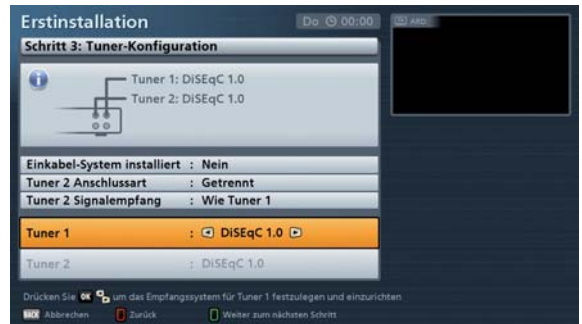 Erstinstallation
Do 00:00
ARD
Schritt 3: Tuner-Konfiguration
Tuner 1: DiSEqC 1.0
Tuner 2: DiSEqC 1.0
Einkabel-System installiert : Nein
Tuner 2 Anschlussart : Getrennt
Tuner 2 Signalempfang : Wie Tuner 1
Tuner 1 : DiSEqC 1.0
Tuner 2 : DiSEqC 1.0
Drücken Sie OK um das Empfangssystem für Tuner 1 festzulegen und einzurichten
BACK Abbrechen Zurück Weiter zum nächsten Schritt